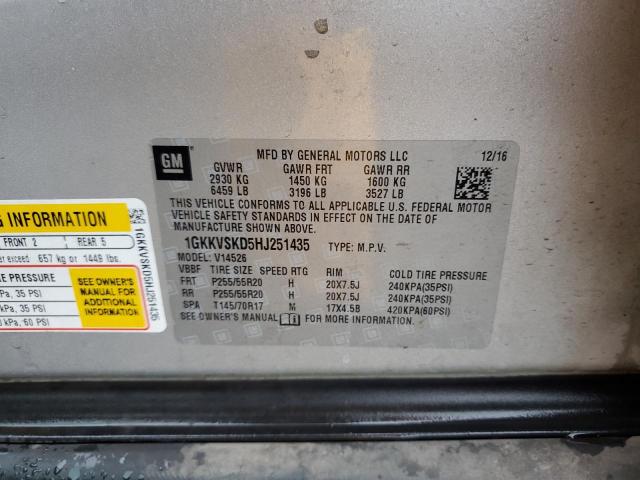 GM
MFD BY GENERAL MOTORS LLC 12/16
GVWR GAWR FRT GAWR RR
2930 KG 1450 KG 1600 KG
6459 LB 3196 LB 3527 LB
THIS VEHICLE CONFORMS TO ALL APPLICABLE U.S. FEDERAL MOTOR
VEHICLE SAFETY AND THEFT PREVENTION STANDARDS IN EFFECT ON THE DATE OF
MANUFACTURE SHOWN ABOVE.
1GKKVSKD5HJ251435 TYPE: M.P.V.
MODEL: V14526
VBBF TIRE SIZE SPEED RTG RIM COLD TIRE PRESSURE
FRT P255/55R20 H 20X7.5J 240KPA(35PSI)
RR P255/55R20 H 20X7.5J 240KPA(35PSI)
SPA T145/70R17 M 17X4.5B 420KPA(60PSI)
SEE OWNER'S MANUAL FOR MORE INFORMATION.
G INFORMATION
FRONT 2 REAR 5
er exceed 657 kg or 1449 lbs.
E PRESSURE
Pa, 35 PSI
kPa, 35 PSI
kPa, 60 PSI
SEE OWNER'S
MANUAL FOR
ADDITIONAL
INFORMATION
1GKKVSKD5HJ251435